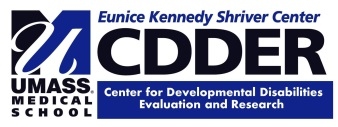 UMASS
MEDICAL
SCHOOL
Eunice Kennedy Shriver Center
CDDER
Center for Developmental Disabilities
Evaluation and Research